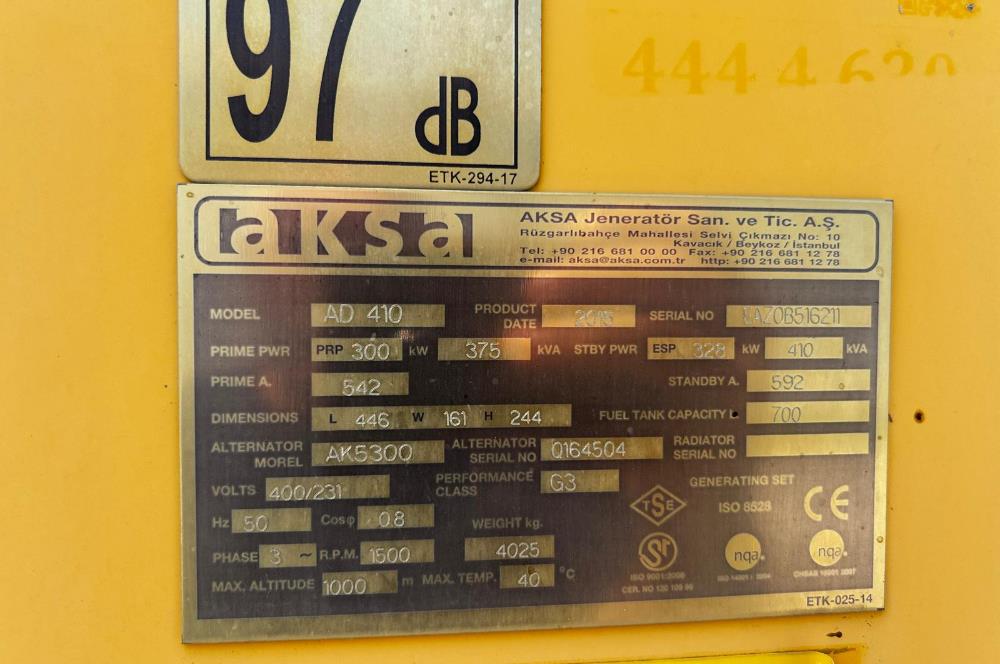 97 dB
ETK-294-17
444 4 630
aksa
AKSA Jeneratör San. ve Tic. A.Ş.
Rüzgarlıbahçe Mahallesi Selvi Çıkmazı No: 10
Kavacık / Beykoz / İstanbul
Tel: +90 216 681 00 00 Fax: +90 216 681 12 78
e-mail: aksa@aksa.com.tr http: +90 216 681 12 78
MODEL AD 410 PRODUCT DATE SERIAL NO
PRIME PWR PRP 300 kW 375 kVA STBY PWR ESP 328 kW 410 kVA
PRIME A. 542 STANDBY A. 592
DIMENSIONS L 446 W 161 H 244 FUEL TANK CAPACITY L 700
ALTERNATOR MOREL AK5300 ALTERNATOR SERIAL NO Q164504 RADIATOR SERIAL NO
VOLTS 400/231 PERFORMANCE CLASS G3 GENERATING SET
TSE ISO 8528 CE
Hz 50 Cosφ 0.8 WEIGHT kg.
PHASE 3 ~ R.P.M. 1500 4025 nqa. nqa.
MAX. ALTITUDE 1000 m MAX. TEMP. 40 °C
ISO 9001:2008
ETK-025-14